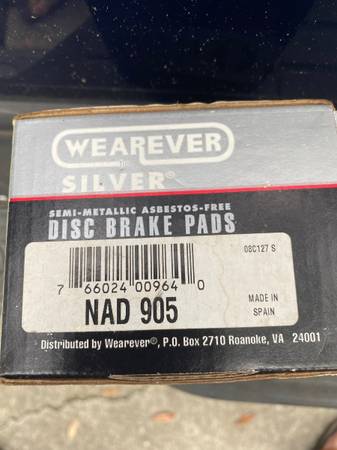 WEAREVER
SILVER®
SEMI-METALLIC ASBESTOS-FREE
DISC BRAKE PADS
08C127 S
7 66024 00964 0
NAD 905
MADE IN
SPAIN
Distributed by Wearever®, P.O. Box 2710 Roanoke, VA 24001